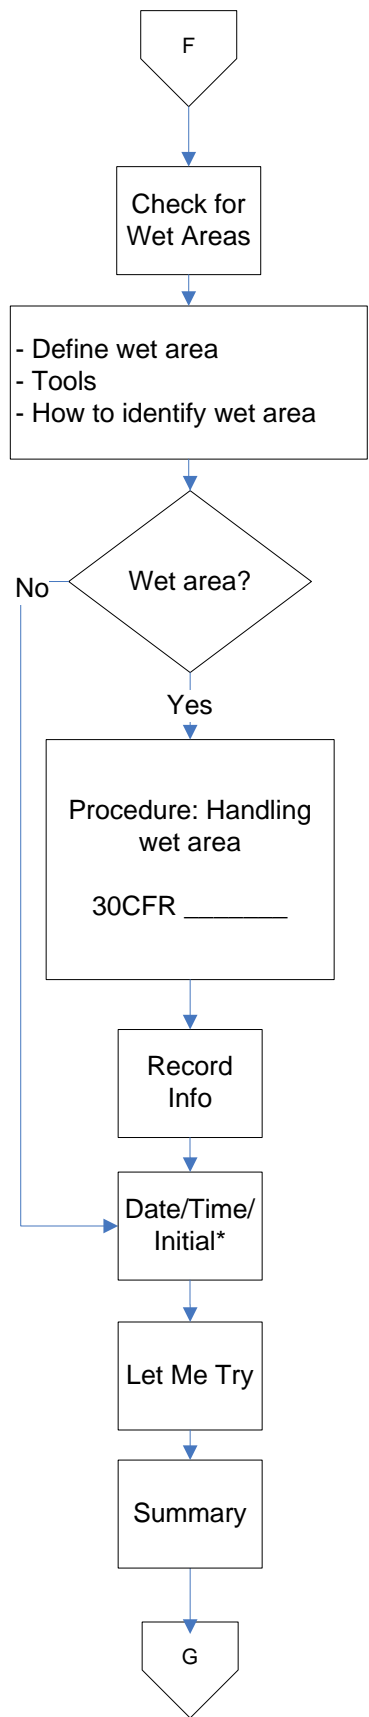 F
Check for
Wet Areas
- Define wet area
- Tools
- How to identify wet area
Wet area?
No
Yes
Procedure: Handling
wet area
30CFR _______
Record
Info
Date/Time/
Initial*
Let Me Try
Summary
G